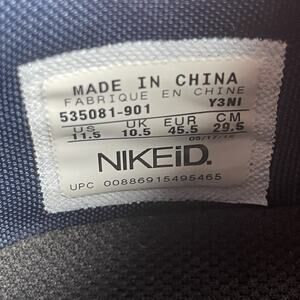 MADE IN CHINA
FABRIQUE EN CHINE
535081-901 Y3NI
US UK EUR CM
11.5 10.5 45.5 29.5
NIKEiD.
UPC 00886915495465